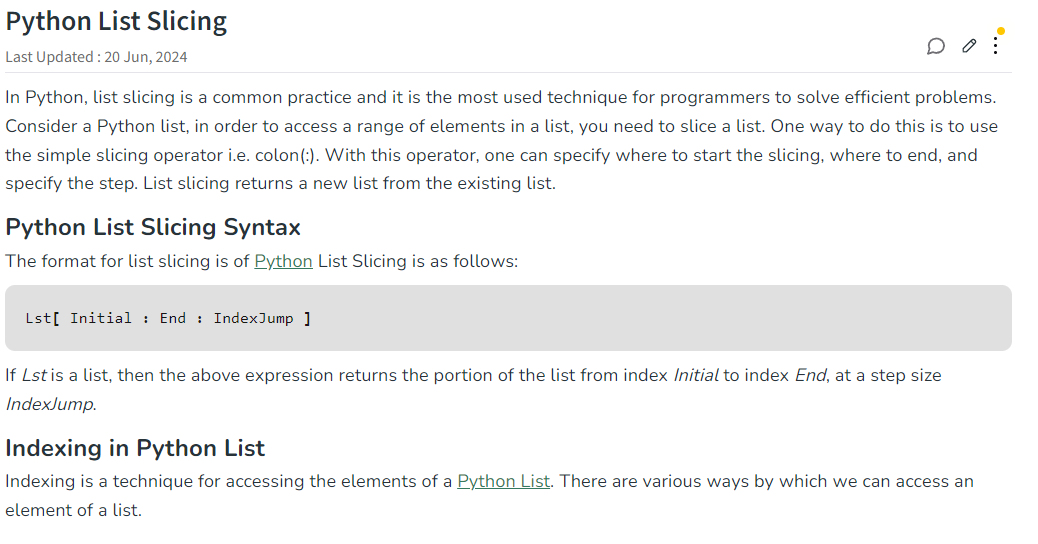 Python List Slicing
Last Updated : 20 Jun, 2024
In Python, list slicing is a common practice and it is the most used technique for programmers to solve efficient problems.
Consider a Python list, in order to access a range of elements in a list, you need to slice a list. One way to do this is to use
the simple slicing operator i.e. colon(:). With this operator, one can specify where to start the slicing, where to end, and
specify the step. List slicing returns a new list from the existing list.
Python List Slicing Syntax
The format for list slicing is of Python List Slicing is as follows:
Lst[ Initial : End : IndexJump ]
If Lst is a list, then the above expression returns the portion of the list from index Initial to index End, at a step size
IndexJump.
Indexing in Python List
Indexing is a technique for accessing the elements of a Python List. There are various ways by which we can access an
element of a list.